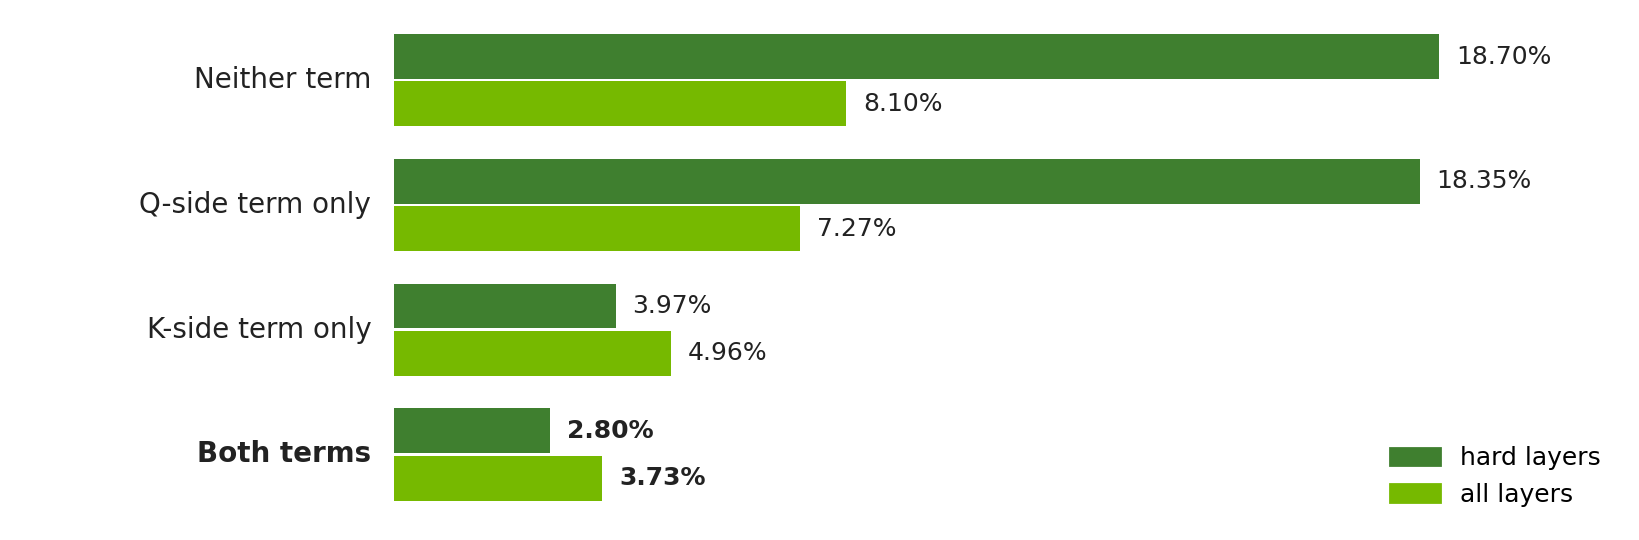 Neither term
18.70%
8.10%
Q-side term only
18.35%
7.27%
K-side term only
3.97%
4.96%
Both terms
2.80%
3.73%
hard layers
all layers